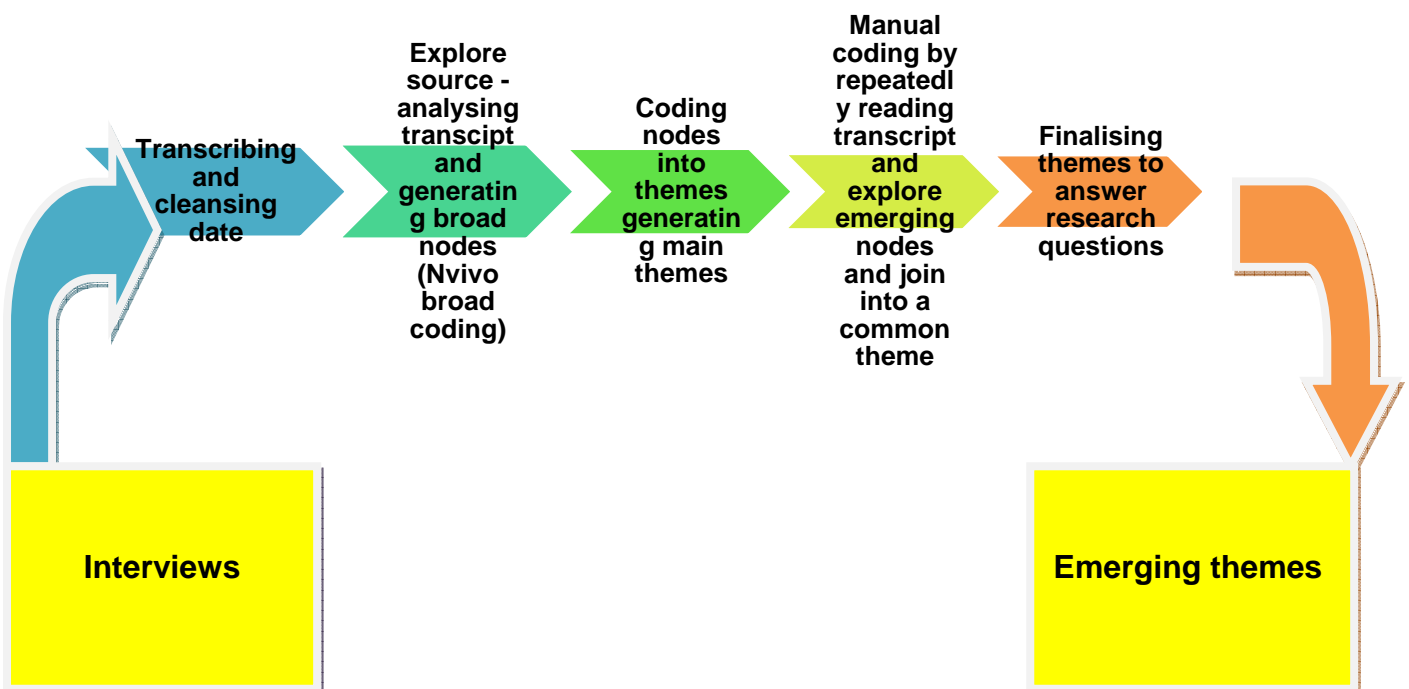 Transcribing
and
cleansing
date
Explore
source -
analysing
transcipt
and
generatin
g broad
nodes
(Nvivo
broad
coding)
Coding
nodes
into
themes
generatin
g main
themes
Manual
coding by
repeatedl
y reading
transcript
and
explore
emerging
nodes
and join
into a
common
theme
Finalising
themes to
answer
research
questions
Interviews
Emerging themes